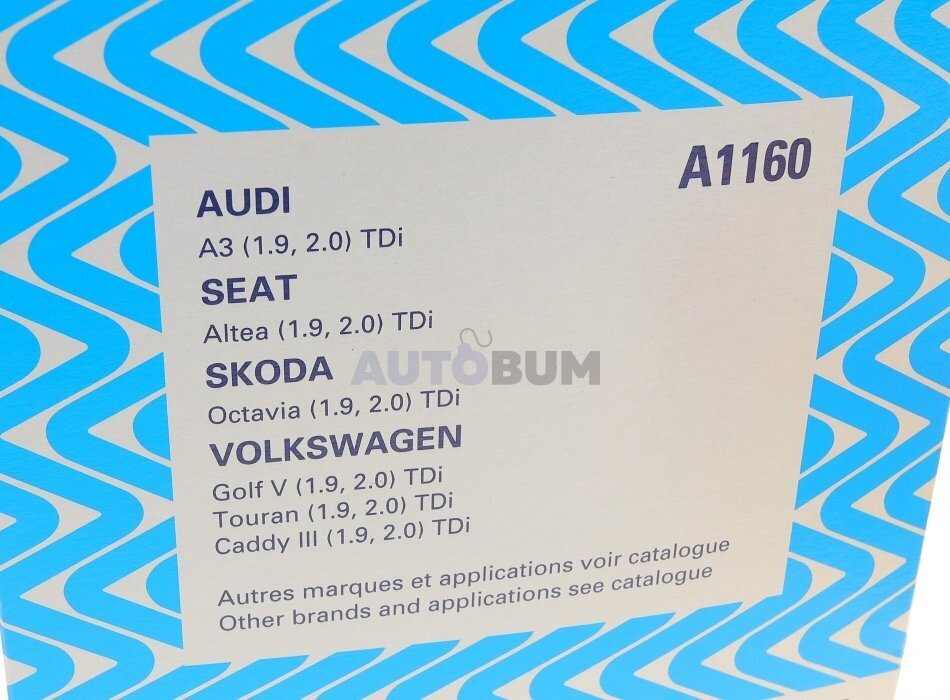 A1160
AUDI
A3 (1.9, 2.0) TDi
SEAT
Altea (1.9, 2.0) TDi
SKODA
AUTOBUM
Octavia (1.9, 2.0) TDi
VOLKSWAGEN
Golf V (1.9, 2.0) TDi
Touran (1.9, 2.0) TDi
Caddy III (1.9, 2.0) TDi
Autres marques et applications voir catalogue
Other brands and applications see catalogue